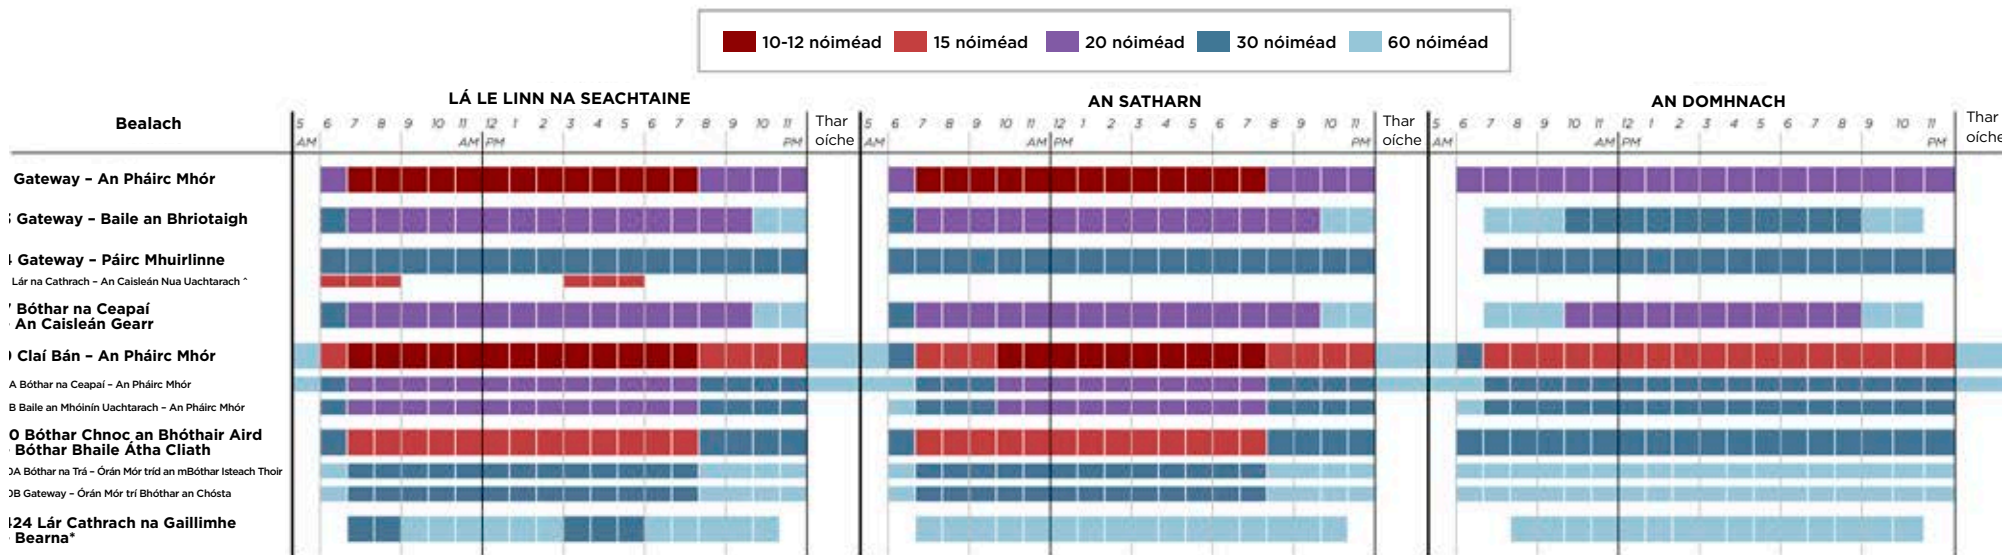 10-12 nóiméad 15 nóiméad 20 nóiméad 30 nóiméad 60 nóiméad
LÁ LE LINN NA SEACHTAINE AN SATHARN AN DOMHNACH
Bealach 5 6 7 8 9 10 11 12 1 2 3 4 5 6 7 8 9 10 11 Thar 5 6 7 8 9 10 11 12 1 2 3 4 5 6 7 8 9 10 11 Thar 5 6 7 8 9 10 11 12 1 2 3 4 5 6 7 8 9 10 11 Thar
AM AM PM PM oíche AM AM PM PM oíche AM AM PM PM oíche
Gateway – An Pháirc Mhór
Gateway – Baile an Bhriotaigh
Gateway – Páirc Mhuirlinne
Lár na Cathrach – An Caisleán Nua Uachtarach ^
Bóthar na Ceapaí
- An Caisleán Gearr
Claí Bán – An Pháirc Mhór
A Bóthar na Ceapaí – An Pháirc Mhór
B Baile an Mhóinín Uachtarach – An Pháirc Mhór
0 Bóthar Chnoc an Bhóthair Aird
- Bóthar Bhaile Átha Cliath
0A Bóthar na Trá – Órán Mór tríd an mBóthar Isteach Thoir
0B Gateway – Órán Mór trí Bhóthar an Chósta
424 Lár Cathrach na Gaillimhe
- Bearna*